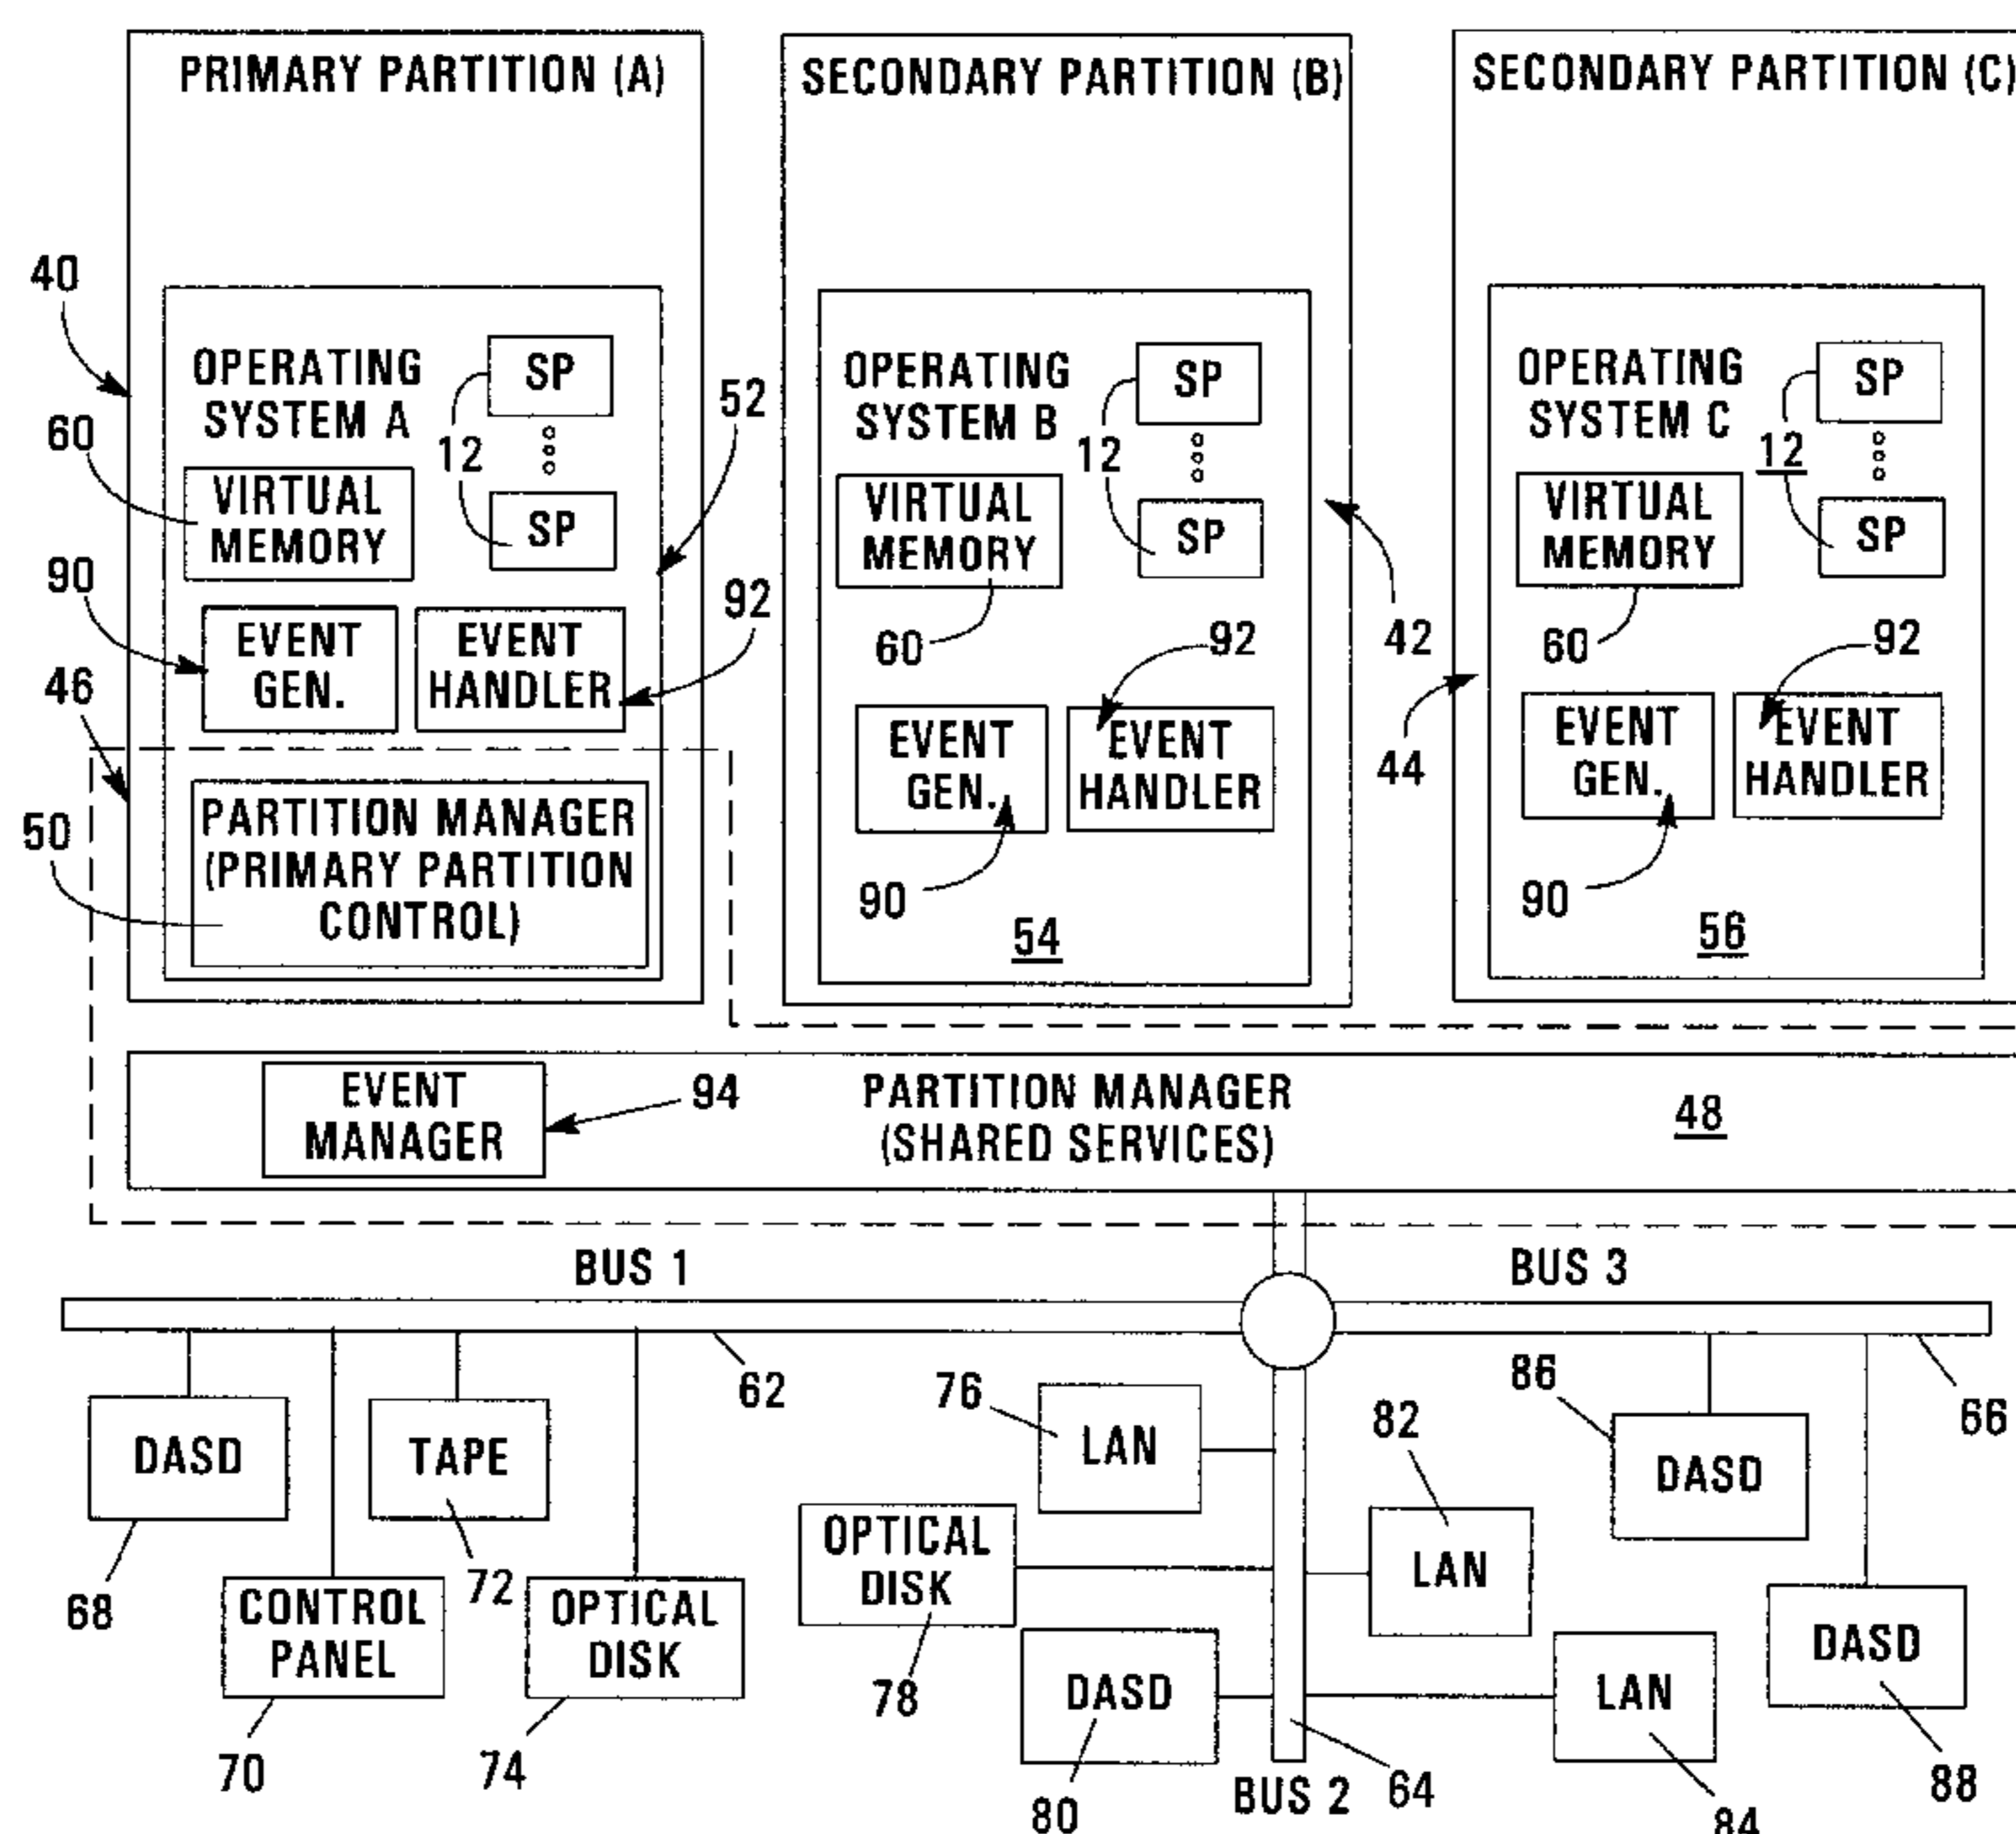 PRIMARY PARTITION (A)
SECONDARY PARTITION (B)
SECONDARY PARTITION (C)
40
OPERATING
SYSTEM A
SP
12
SP
60
VIRTUAL
MEMORY
52
90
EVENT
GEN.
EVENT
HANDLER
92
46
50
PARTITION MANAGER
(PRIMARY PARTITION
CONTROL)
OPERATING
SYSTEM B
SP
12
SP
VIRTUAL
MEMORY
60
42
92
EVENT
GEN.
EVENT
HANDLER
90
54
OPERATING
SYSTEM C
SP
12
SP
VIRTUAL
MEMORY
60
92
44
EVENT
GEN.
EVENT
HANDLER
90
56
EVENT
MANAGER
94
PARTITION MANAGER
(SHARED SERVICES)
48
BUS 1
BUS 3
62
66
DASD
68
CONTROL
PANEL
70
TAPE
72
OPTICAL
DISK
74
76
LAN
OPTICAL
DISK
78
DASD
80
BUS 2
64
82
LAN
LAN
84
86
DASD
DASD
88